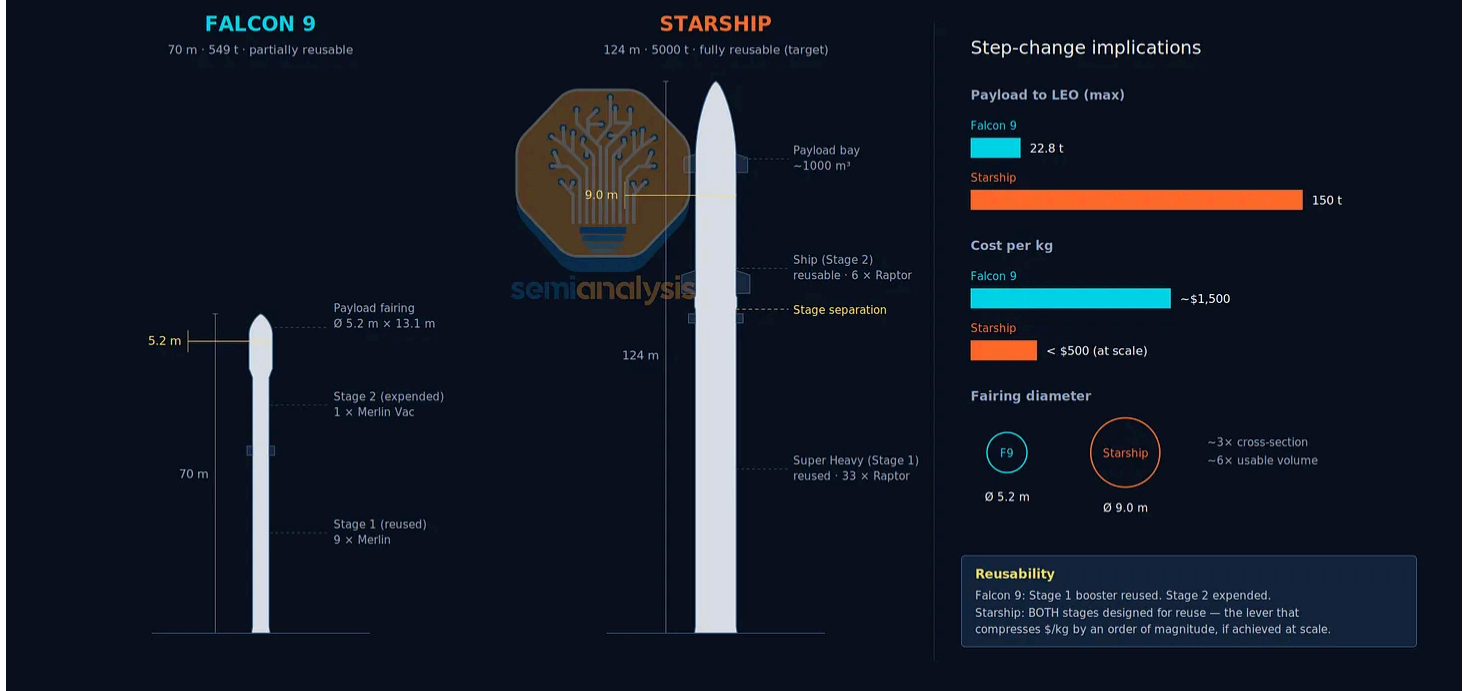 FALCON 9
70 m · 549 t · partially reusable
Payload fairing
Ø 5.2 m × 13.1 m
5.2 m
Stage 2 (expended)
1 × Merlin Vac
70 m
Stage 1 (reused)
9 × Merlin
STARSHIP
124 m · 5000 t · fully reusable (target)
Payload bay
~1000 m³
9.0 m
Ship (Stage 2)
reusable · 6 × Raptor
semianalysis
Stage separation
124 m
Super Heavy (Stage 1)
reused · 33 × Raptor
Step-change implications
Payload to LEO (max)
Falcon 9
22.8 t
Starship
150 t
Cost per kg
Falcon 9
~$1,500
Starship
< $500 (at scale)
Fairing diameter
F9
Starship
~3× cross-section
~6× usable volume
Ø 5.2 m
Ø 9.0 m
Reusability
Falcon 9: Stage 1 booster reused. Stage 2 expended.
Starship: BOTH stages designed for reuse — the lever that
compresses $/kg by an order of magnitude, if achieved at scale.